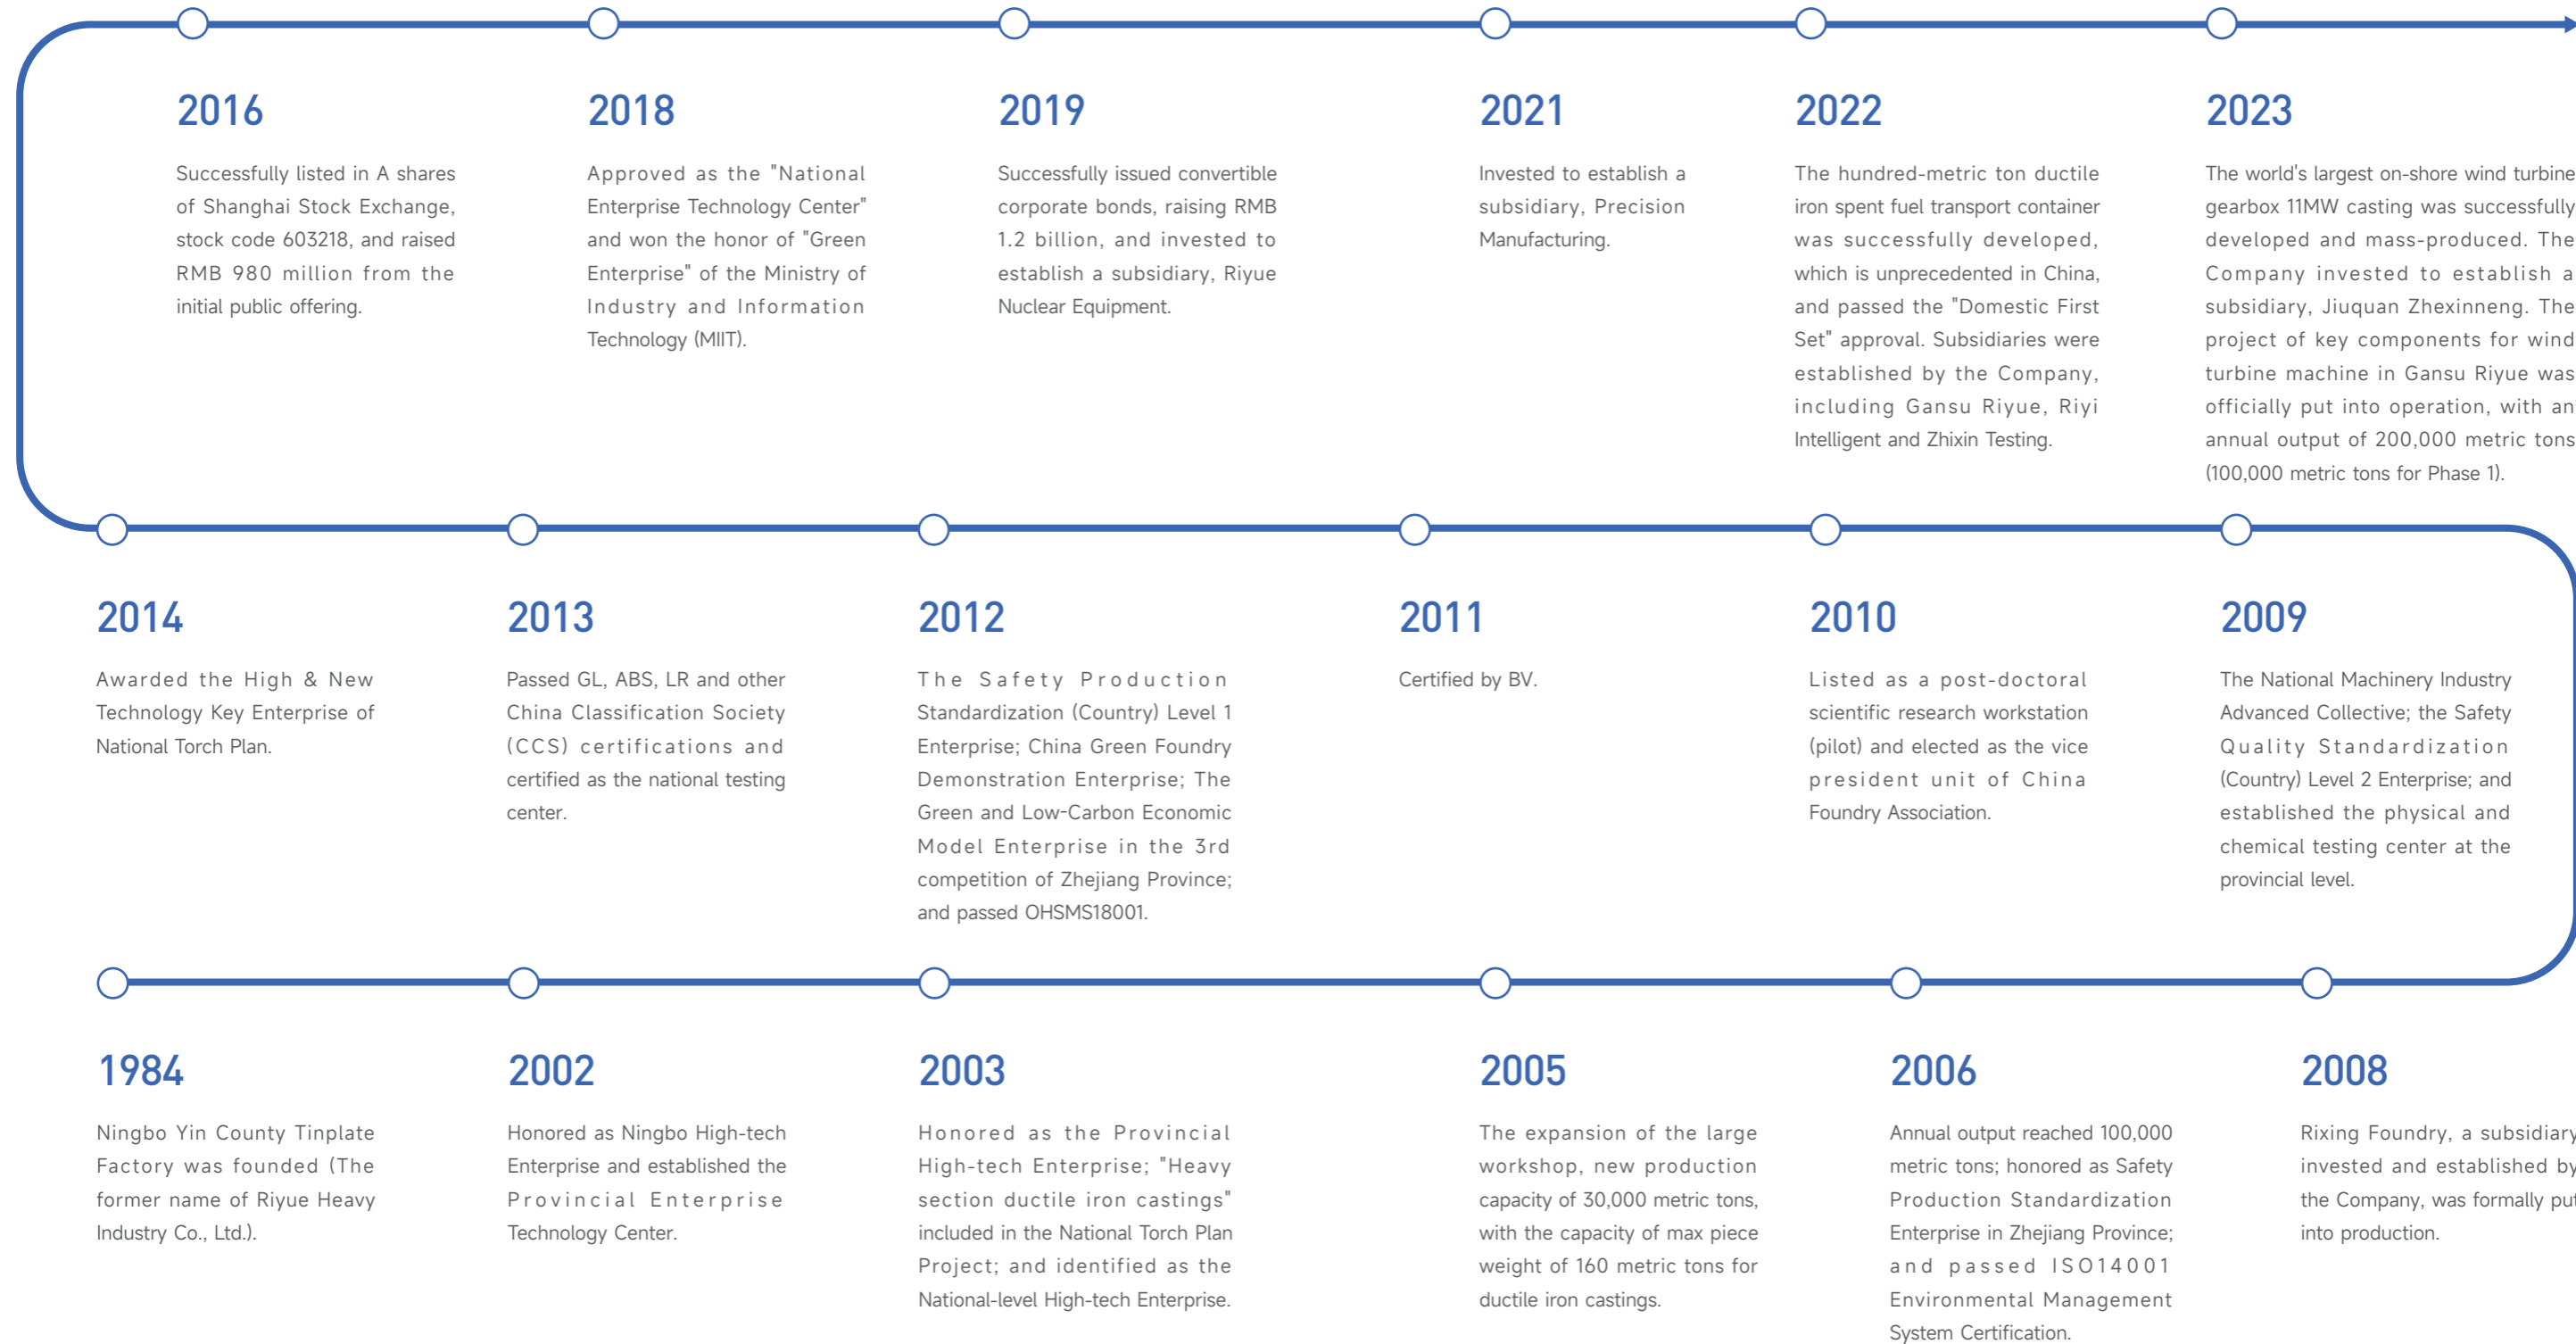 2016
Successfully listed in A shares
of Shanghai Stock Exchange,
stock code 603218, and raised
RMB 980 million from the
initial public offering.
2018
Approved as the "National
Enterprise Technology Center"
and won the honor of "Green
Enterprise" of the Ministry of
Industry and Information
Technology (MIIT).
2019
Successfully issued convertible
corporate bonds, raising RMB
1.2 billion, and invested to
establish a subsidiary, Riyue
Nuclear Equipment.
2021
Invested to establish a
subsidiary, Precision
Manufacturing.
2022
The hundred-metric ton ductile
iron spent fuel transport container
was successfully developed,
which is unprecedented in China,
and passed the "Domestic First
Set" approval. Subsidiaries were
established by the Company,
including Gansu Riyue, Riyi
Intelligent and Zhixin Testing.
2023
The world's largest on-shore wind turbine
gearbox 11MW casting was successfully
developed and mass-produced. The
Company invested to establish a
subsidiary, Jiuquan Zhexinneng. The
project of key components for wind
turbine machine in Gansu Riyue was
officially put into operation, with an
annual output of 200,000 metric tons
(100,000 metric tons for Phase 1).
2014
Awarded the High & New
Technology Key Enterprise of
National Torch Plan.
2013
Passed GL, ABS, LR and other
China Classification Society
(CCS) certifications and
certified as the national testing
center.
2012
The Safety Production
Standardization (Country) Level 1
Enterprise; China Green Foundry
Demonstration Enterprise; The
Green and Low-Carbon Economic
Model Enterprise in the 3rd
competition of Zhejiang Province;
and passed OHSMS18001.
2011
Certified by BV.
2010
Listed as a post-doctoral
scientific research workstation
(pilot) and elected as the vice
president unit of China
Foundry Association.
2009
The National Machinery Industry
Advanced Collective; the Safety
Quality Standardization
(Country) Level 2 Enterprise; and
established the physical and
chemical testing center at the
provincial level.
1984
Ningbo Yin County Tinplate
Factory was founded (The
former name of Riyue Heavy
Industry Co., Ltd.).
2002
Honored as Ningbo High-tech
Enterprise and established the
Provincial Enterprise
Technology Center.
2003
Honored as the Provincial
High-tech Enterprise; "Heavy
section ductile iron castings"
included in the National Torch Plan
Project; and identified as the
National-level High-tech Enterprise.
2005
The expansion of the large
workshop, new production
capacity of 30,000 metric tons,
with the capacity of max piece
weight of 160 metric tons for
ductile iron castings.
2006
Annual output reached 100,000
metric tons; honored as Safety
Production Standardization
Enterprise in Zhejiang Province;
and passed ISO14001
Environmental Management
System Certification.
2008
Rixing Foundry, a subsidiary
invested and established by
the Company, was formally put
into production.